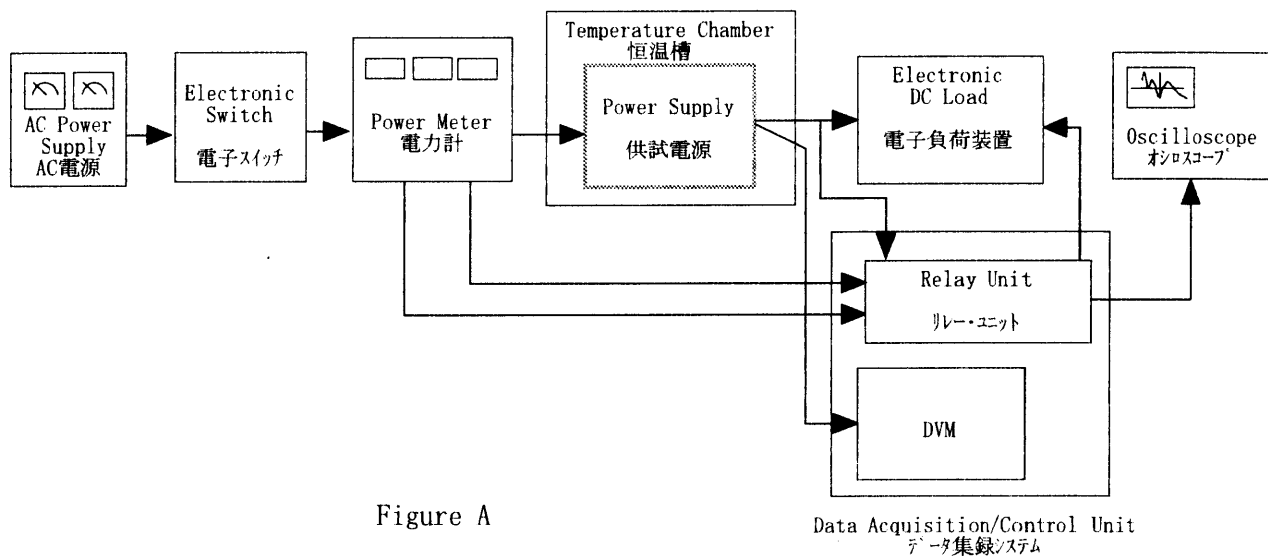 AC Power
Supply
AC電源
Electronic
Switch
電子スイッチ
Power Meter
電力計
Temperature Chamber
恒温槽
Power Supply
供試電源
Electronic
DC Load
電子負荷装置
Oscilloscope
オシロスコープ
Relay Unit
リレー・ユニット
DVM
Figure A
Data Acquisition/Control Unit
データ集録システム